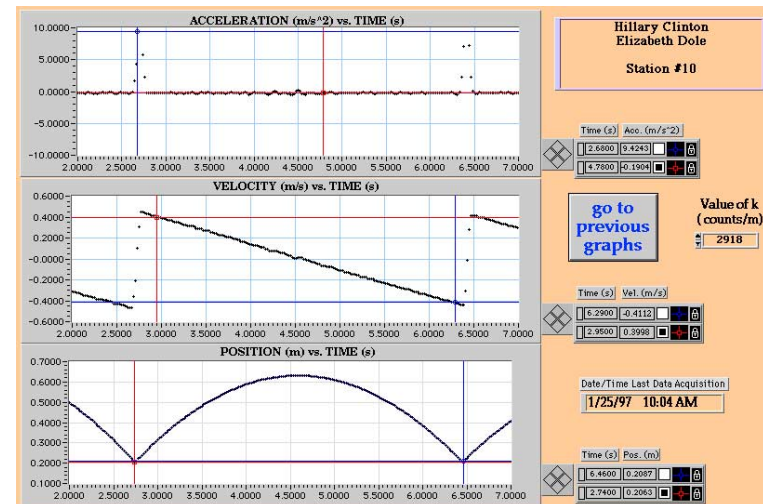 ACCELERATION (m/s^2) vs. TIME (s)
10.0000
5.0000
0.0000
-5.0000
-10.0000
2.0000 2.5000 3.0000 3.5000 4.0000 4.5000 5.0000 5.5000 6.0000 6.5000 7.0000
Hillary Clinton
Elizabeth Dole
Station #10
Time (s) Acc. (m/s^2)
2.6800 9.4243
4.7800 -0.1904
VELOCITY (m/s) vs. TIME (s)
0.6000
0.4000
0.2000
-0.0000
-0.2000
-0.4000
-0.6000
2.0000 2.5000 3.0000 3.5000 4.0000 4.5000 5.0000 5.5000 6.0000 6.5000 7.0000
go to
previous
graphs
Value of k
(counts/m)
2918
Time (s) Vel. (m/s)
6.2900 -0.4112
2.9500 0.3998
POSITION (m) vs. TIME (s)
0.7000
0.6000
0.5000
0.4000
0.3000
0.2000
0.1000
2.0000 2.5000 3.0000 3.5000 4.0000 4.5000 5.0000 5.5000 6.0000 6.5000 7.0000
Date/Time Last Data Acquisition
1/25/97 10:04 AM
Time (s) Pos. (m)
6.4600 0.2087
2.7400 0.2063